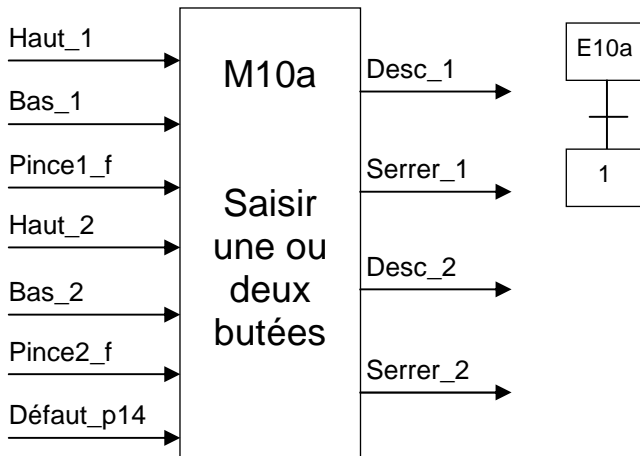 Haut_1
Bas_1
Pince1_f
Haut_2
Bas_2
Pince2_f
Défaut_p14
M10a
Saisir
une ou
deux
butées
Desc_1
Serrer_1
Desc_2
Serrer_2
E10a
1